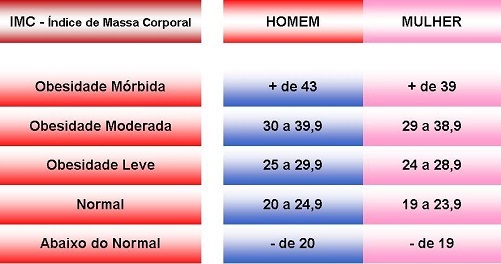 IMC - Índice de Massa Corporal HOMEM MULHER
Obesidade Mórbida + de 43 + de 39
Obesidade Moderada 30 a 39,9 29 a 38,9
Obesidade Leve 25 a 29,9 24 a 28,9
Normal 20 a 24,9 19 a 23,9
Abaixo do Normal - de 20 - de 19